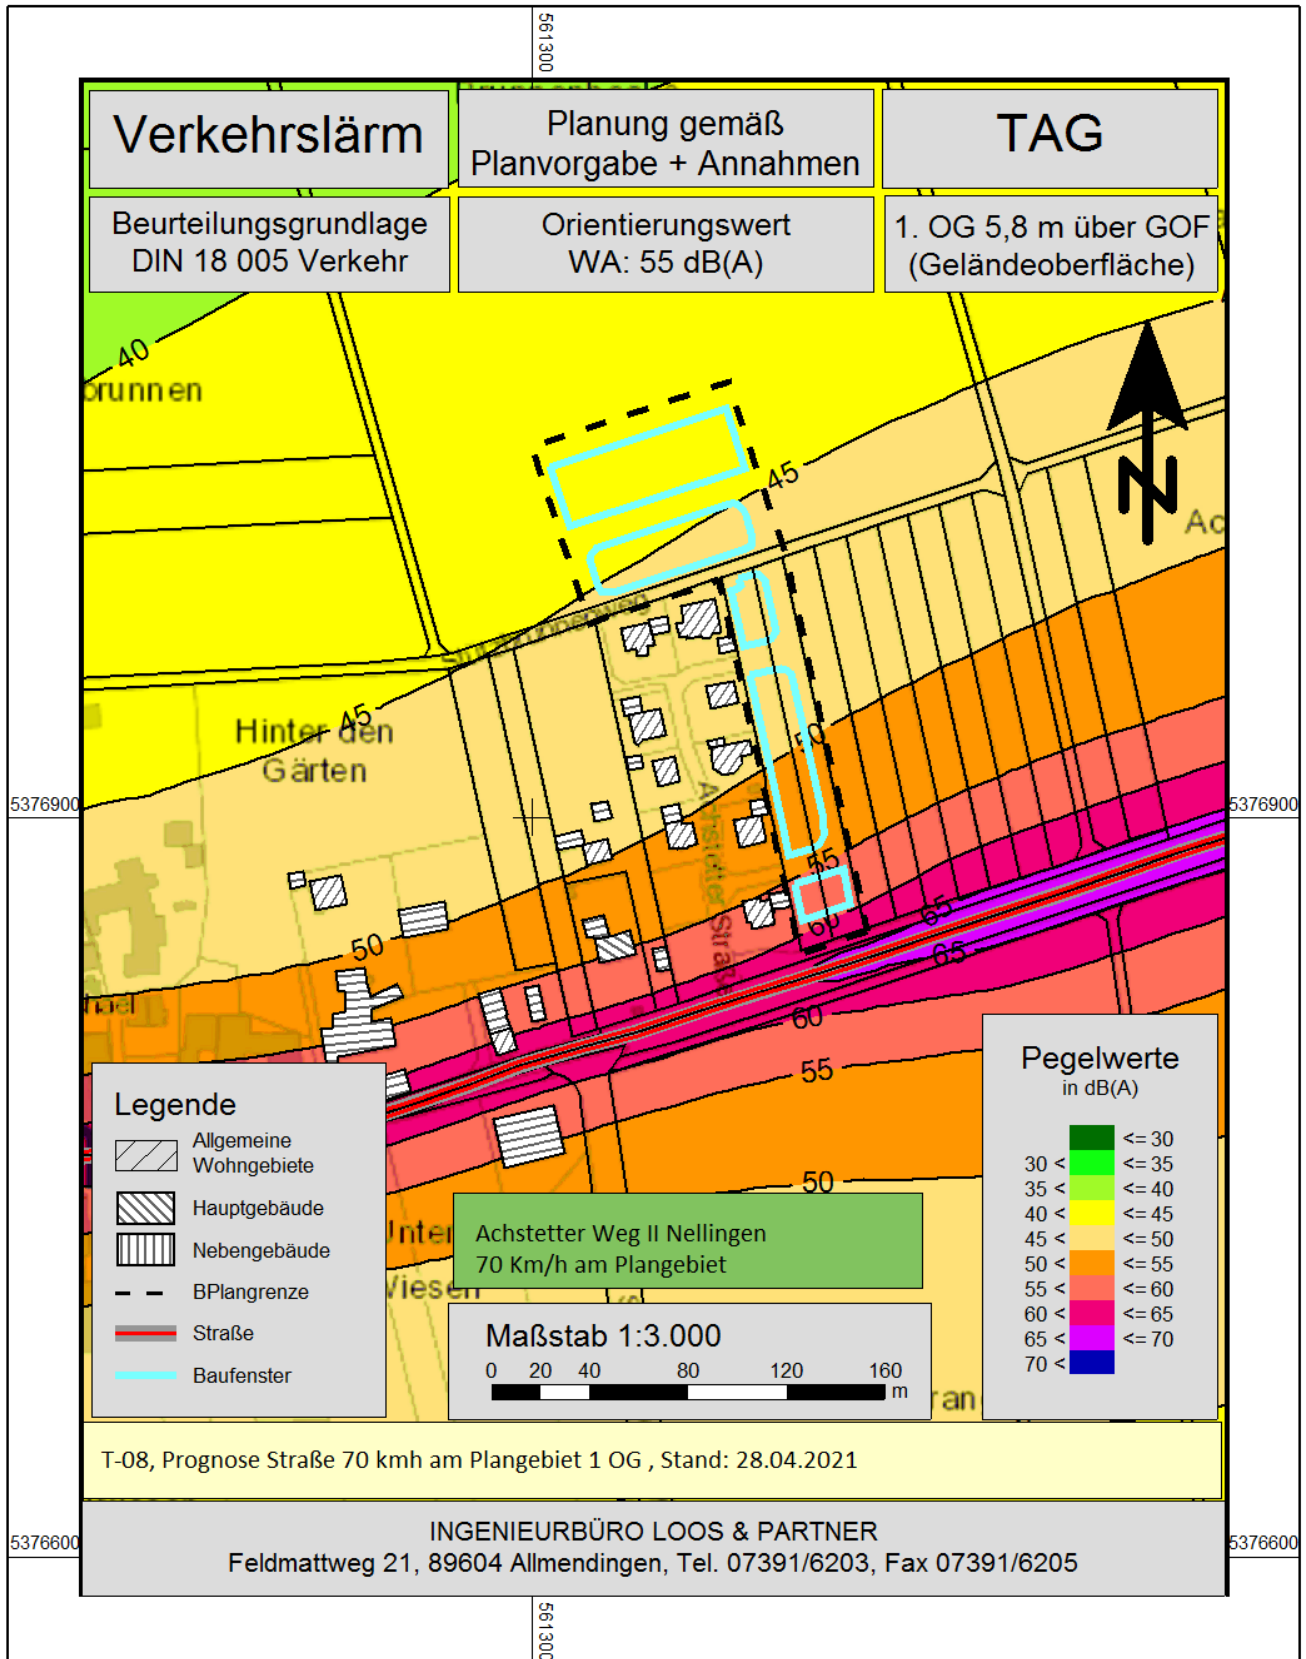 561300
Verkehrslärm
Planung gemäß
Planvorgabe + Annahmen
TAG
Beurteilungsgrundlage
DIN 18 005 Verkehr
Orientierungswert
WA: 55 dB(A)
1. OG 5,8 m über GOF
(Geländeoberfläche)
40
brunnen
45
N
Ac
45
Hinter den
Gärten
50
5376900
5376900
Achstetter Straße
55
65
60
65
50
hael
60
55
50
Legende
Allgemeine
Wohngebiete
Hauptgebäude
Nebengebäude
BPlangrenze
Straße
Baufenster
Unter
Wiesen
Achstetter Weg II Nellingen
70 Km/h am Plangebiet
Maßstab 1:3.000
0 20 40 80 120 160
m
Pegelwerte
in dB(A)
<= 30
30 < <= 35
35 < <= 40
40 < <= 45
45 < <= 50
50 < <= 55
55 < <= 60
60 < <= 65
65 < <= 70
70 <
ran
T-08, Prognose Straße 70 kmh am Plangebiet 1 OG , Stand: 28.04.2021
INGENIEURBÜRO LOOS & PARTNER
Feldmattweg 21, 89604 Allmendingen, Tel. 07391/6203, Fax 07391/6205
5376600
5376600
561300